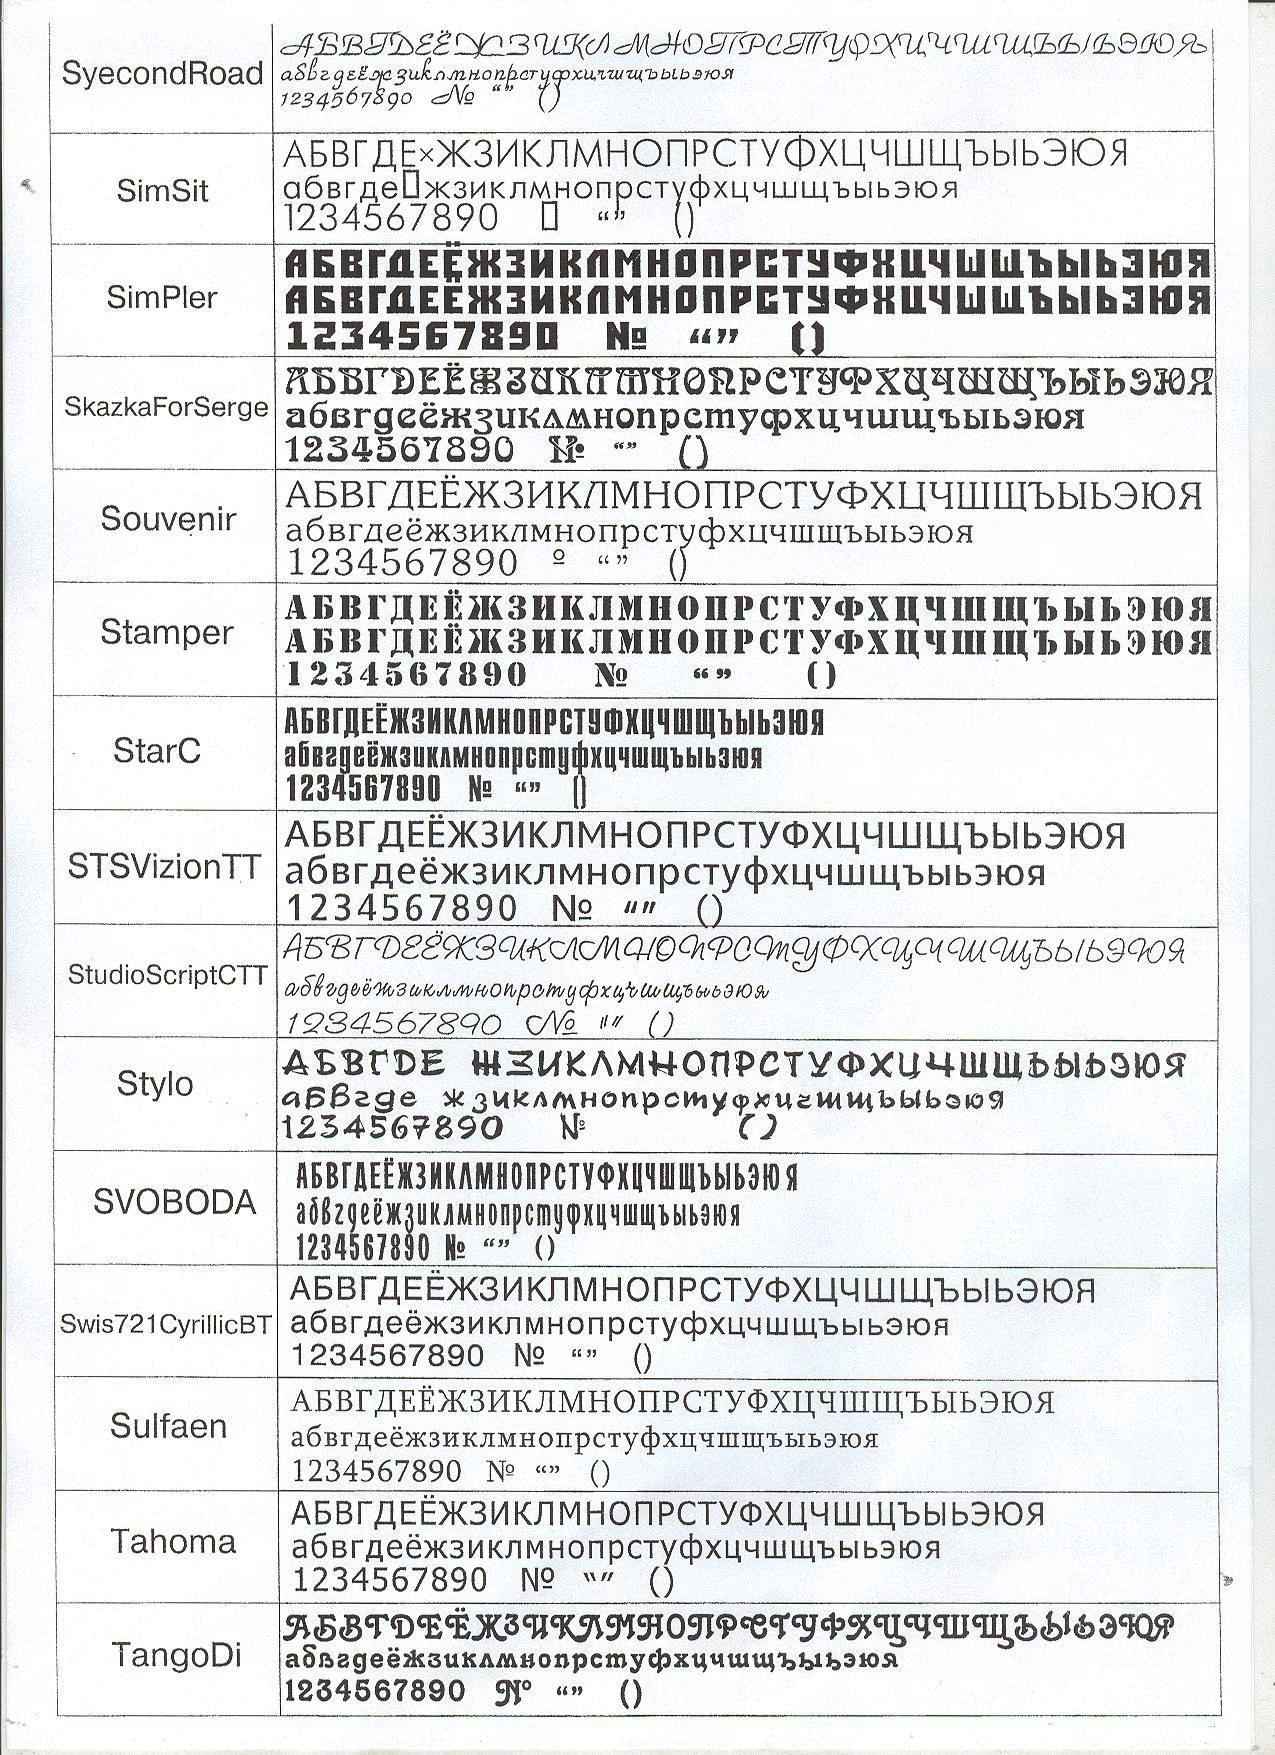 SyecondRoad
АБВГДЕЁЖЗИКЛМНОПРСТУФХЦЧШЩЪЫЬЭЮЯ
абвгдеёжзиклмнопрстуфхцчшщъыьэюя
1234567890 № “” ()
SimSit
АБВГДЕ×ЖЗИКЛМНОПРСТУФХЦЧШЩЪЫЬЭЮЯ
абвгде▯жзиклмнопрстуфхцчшщъыьэюя
1234567890 ▯ “” ()
SimPler
АБВГДЕЁЖЗИКЛМНОПРСТУФХЦЧШЩЪЫЬЭЮЯ
АБВГДЕЁЖЗИКЛМНОПРСТУФХЦЧШЩЪЫЬЭЮЯ
1234567890 № “” ()
SkazkaForSerge
АБВГДЕЁЖЗИКЛМНОПРСТУФХЦЧШЩЪЫЬЭЮЯ
абвгдеёжзиклмнопрстуфхцчшщъыьэюя
1234567890 № “” ()
Souvenir
АБВГДЕЁЖЗИКЛМНОПРСТУФХЦЧШЩЪЫЬЭЮЯ
абвгдеёжзиклмнопрстуфхцчшщъыьэюя
1234567890 º “” ()
Stamper
АБВГДЕЁЖЗИКЛМНОПРСТУФХЦЧШЩЪЫЬЭЮЯ
АБВГДЕЁЖЗИКЛМНОПРСТУФХЦЧШЩЪЫЬЭЮЯ
1234567890 № “” ()
StarC
АБВГДЕЁЖЗИКЛМНОПРСТУФХЦЧШЩЪЫЬЭЮЯ
абвгдеёжзиклмнопрстуфхцчшщъыьэюя
1234567890 № “” ()
STSVizionTT
АБВГДЕЁЖЗИКЛМНОПРСТУФХЦЧШЩЪЫЬЭЮЯ
абвгдеёжзиклмнопрстуфхцчшщъыьэюя
1234567890 № “” ()
StudioScriptCTT
АБВГДЕЁЖЗИКЛМНОПРСТУФХЦЧШЩЪЫЬЭЮЯ
абвгдеёжзиклмнопрстуфхцчшщъыьэюя
1234567890 № “” ()
Stylo
АБВГДЕ ЖЗИКЛМНОПРСТУФХЦЧШЩЪЫЬЭЮЯ
абвгде жзиклмнопрстуфхцчшщъыьэюя
1234567890 № ()
SVOBODA
АБВГДЕЁЖЗИКЛМНОПРСТУФХЦЧШЩЪЫЬЭЮЯ
абвгдеёжзиклмнопрстуфхцчшщъыьэюя
1234567890 № “” ()
Swis721CyrillicBT
АБВГДЕЁЖЗИКЛМНОПРСТУФХЦЧШЩЪЫЬЭЮЯ
абвгдеёжзиклмнопрстуфхцчшщъыьэюя
1234567890 № “” ()
Sulfaen
АБВГДЕЁЖЗИКЛМНОПРСТУФХЦЧШЩЪЫЬЭЮЯ
абвгдеёжзиклмнопрстуфхцчшщъыьэюя
1234567890 № “” ()
Tahoma
АБВГДЕЁЖЗИКЛМНОПРСТУФХЦЧШЩЪЫЬЭЮЯ
абвгдеёжзиклмнопрстуфхцчшщъыьэюя
1234567890 № “” ()
TangoDi
АБВГДЕЁЖЗИКЛМНОПРСТУФХЦЧШЩЪЫЬЭЮЯ
абвгдеёжзиклмнопрстуфхцчшщъыьэюя
1234567890 № “” ()